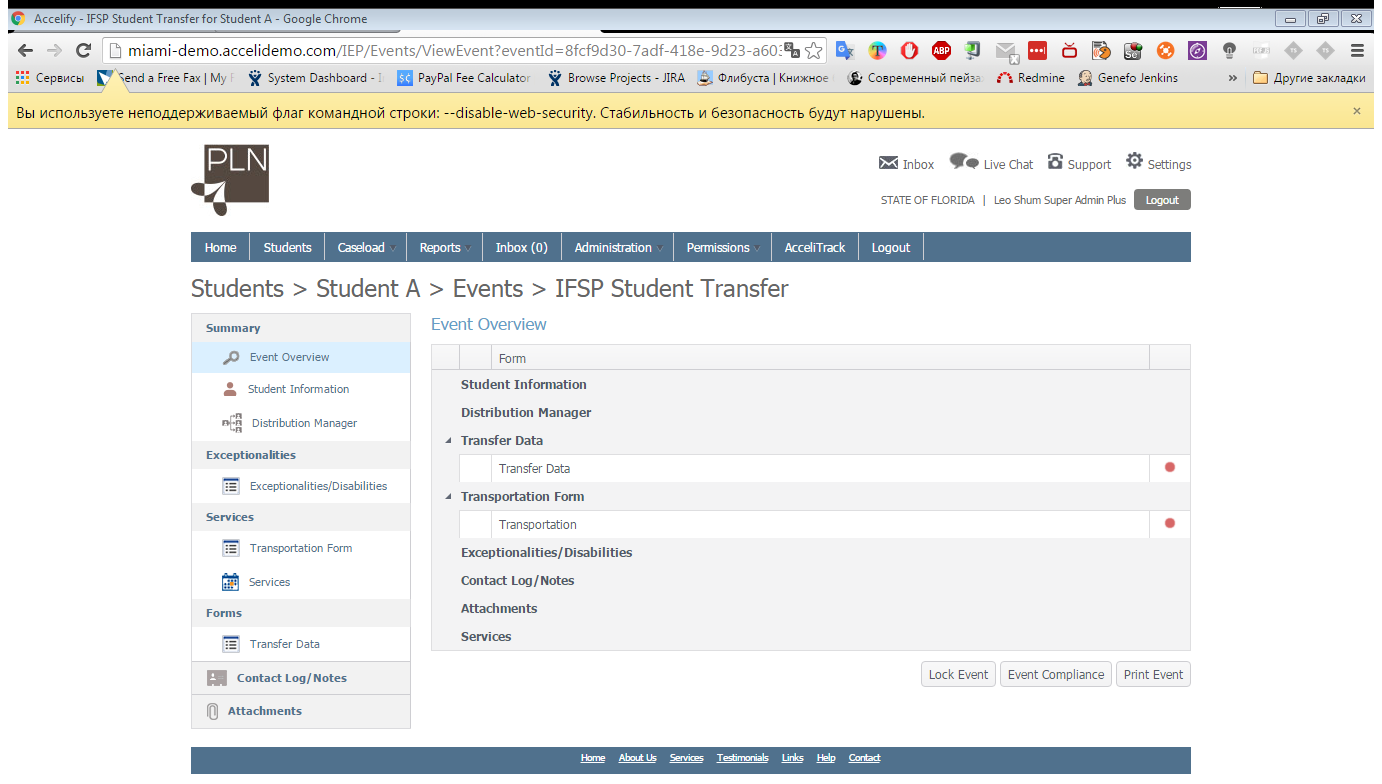 Accelify - IFSP Student Transfer for Student A - Google Chrome
miami-demo.accelidemo.com/IEP/Events/ViewEvent?eventId=8fcf9d30-7adf-418e-9d23-a603
ABP
Сервисы end a Free Fax | My F System Dashboard - PayPal Fee Calculator Browse Projects - JIRA Флибуста | Книжное Современный пейза Redmine Genefo Jenkins » Другие закладки
Вы используете неподдерживаемый флаг командной строки: --disable-web-security. Стабильность и безопасность будут нарушены. ×
PLN
Inbox Live Chat Support Settings
STATE OF FLORIDA | Leo Shum Super Admin Plus Logout
Home Students Caseload Reports Inbox (0) Administration Permissions AcceliTrack Logout
Students > Student A > Events > IFSP Student Transfer
Summary
Event Overview
Student Information
Distribution Manager
Exceptionalities
Exceptionalities/Disabilities
Services
Transportation Form
Services
Forms
Transfer Data
Contact Log/Notes
Attachments
Event Overview
Form
Student Information
Distribution Manager
Transfer Data
Transfer Data
Transportation Form
Transportation
Exceptionalities/Disabilities
Contact Log/Notes
Attachments
Services
Lock Event Event Compliance Print Event
Home About Us Services Testimonials Links Help Contact